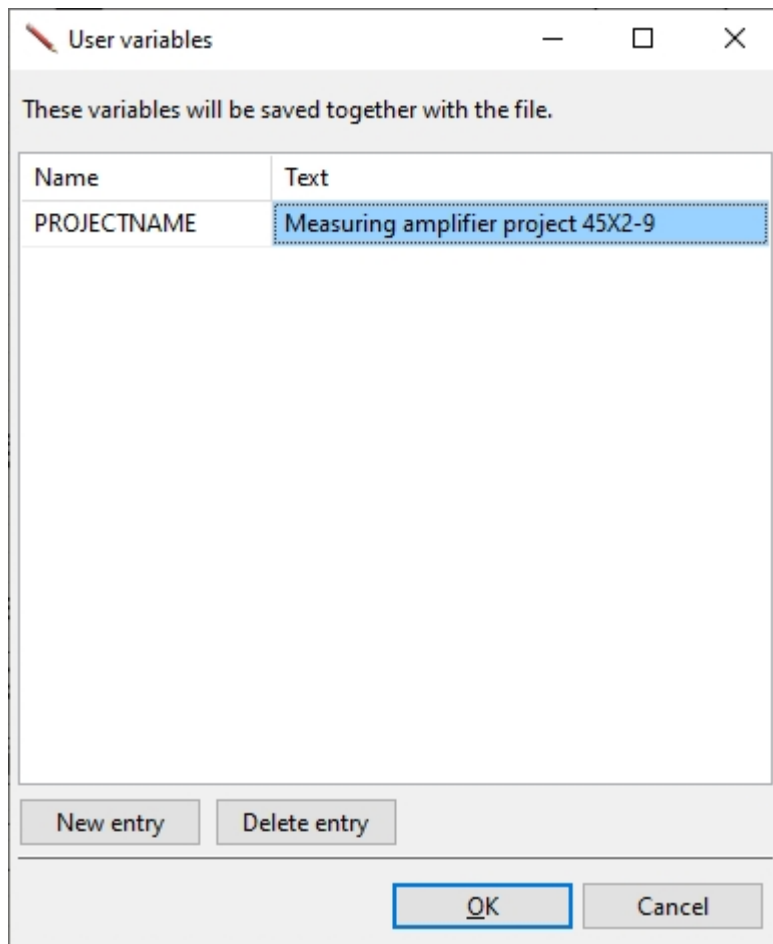 User variables
These variables will be saved together with the file.
Name Text
PROJECTNAME Measuring amplifier project 45X2-9
New entry Delete entry
OK Cancel